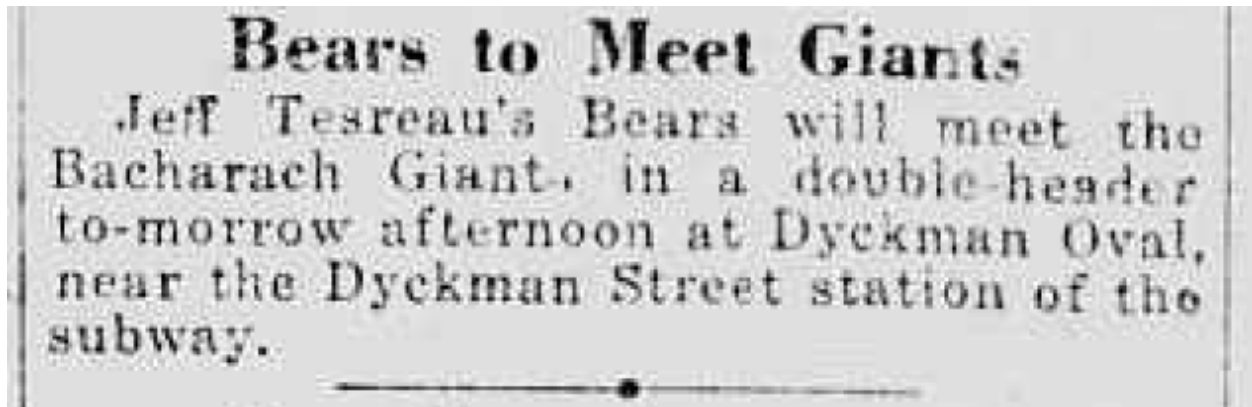 Bears to Meet Giants
Jeff Tesreau's Bears will meet the
Bacharach Giants in a double-header
to-morrow afternoon at Dyckman Oval,
near the Dyckman Street station of the
subway.